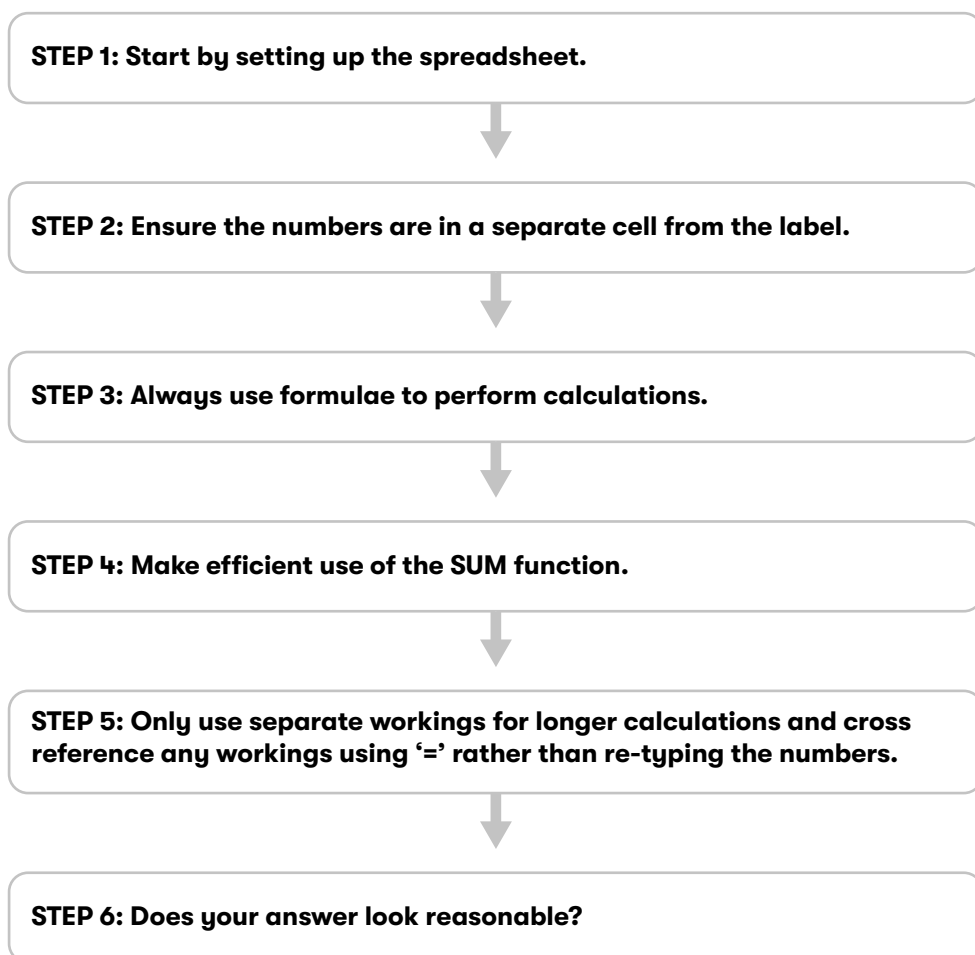 STEP 1: Start by setting up the spreadsheet.
STEP 2: Ensure the numbers are in a separate cell from the label.
STEP 3: Always use formulae to perform calculations.
STEP 4: Make efficient use of the SUM function.
STEP 5: Only use separate workings for longer calculations and cross
reference any workings using ‘=’ rather than re-typing the numbers.
STEP 6: Does your answer look reasonable?